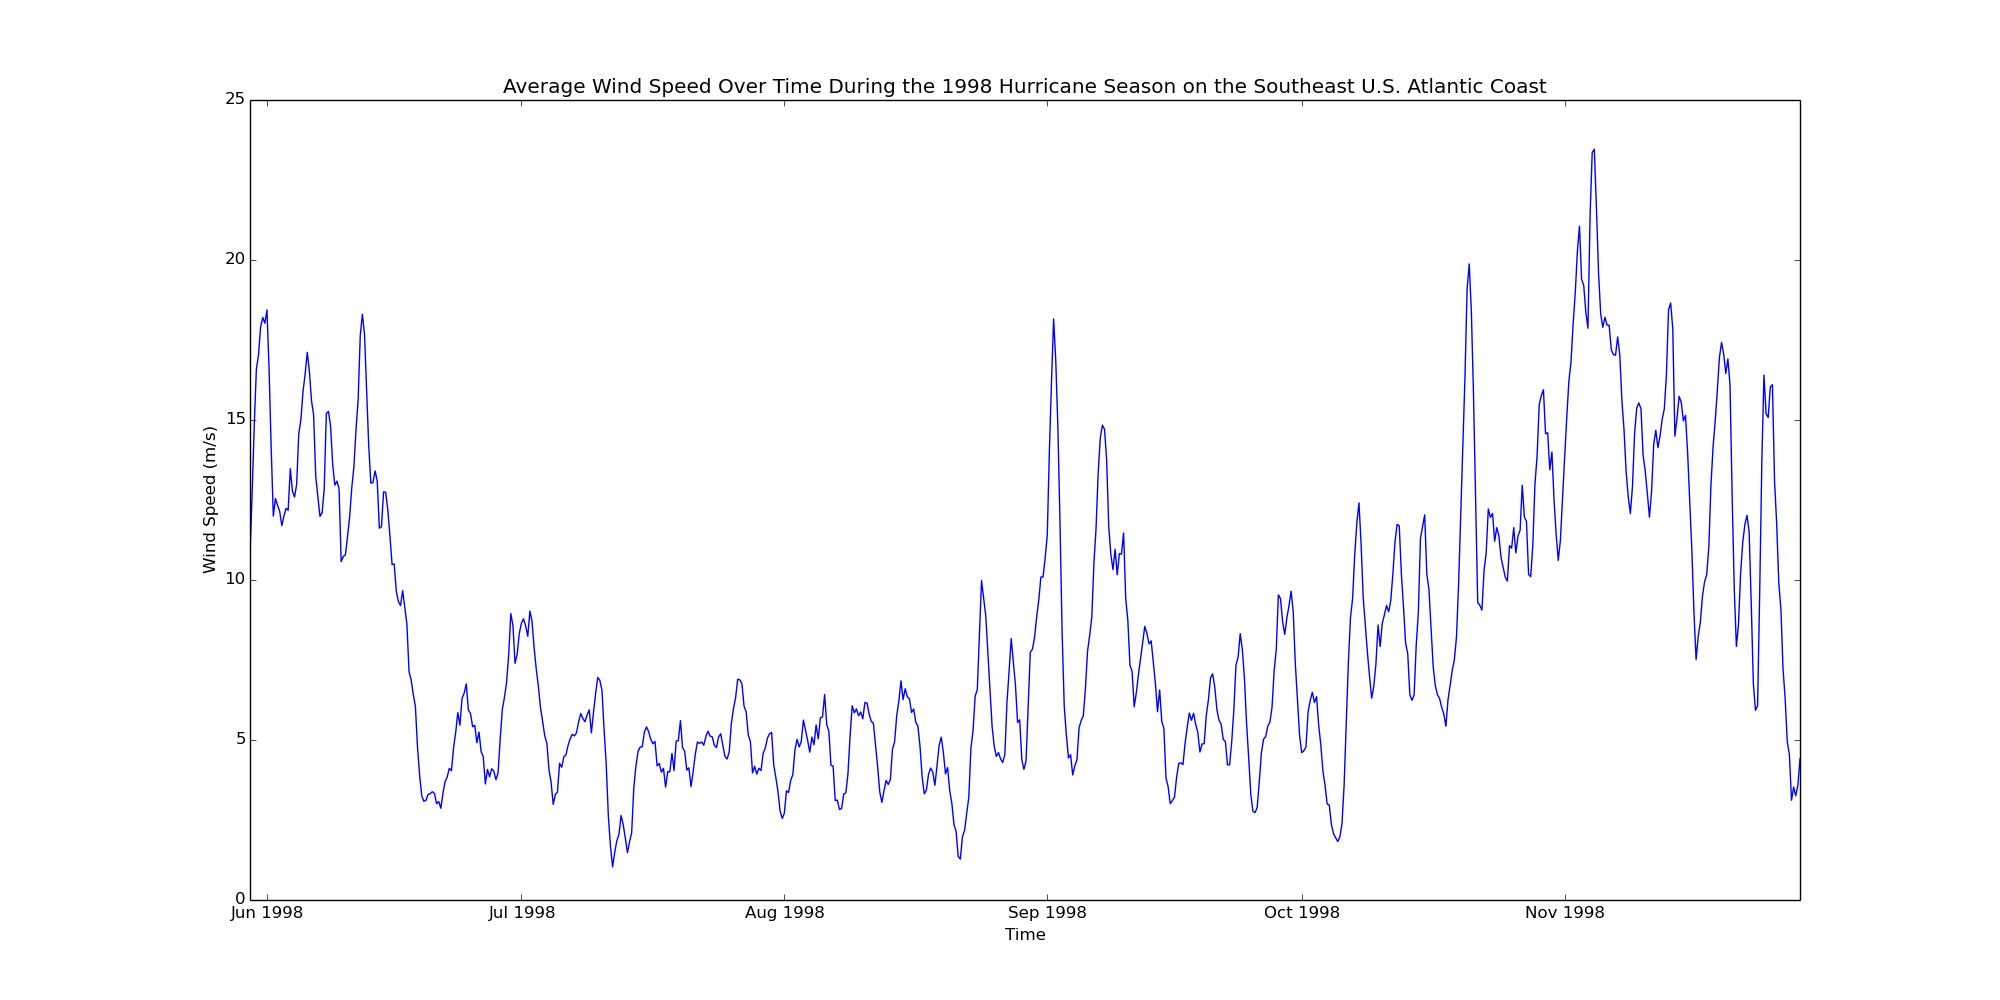 Average Wind Speed Over Time During the 1998 Hurricane Season on the Southeast U.S. Atlantic Coast
25
20
15
10
5
0
Wind Speed (m/s)
Jun 1998 Jul 1998 Aug 1998 Sep 1998 Oct 1998 Nov 1998
Time